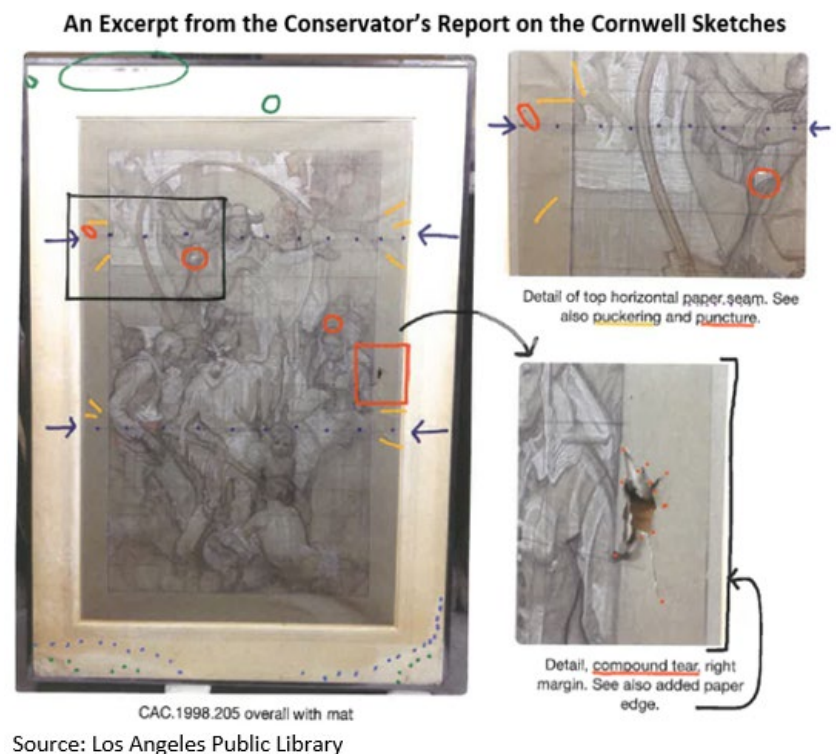 An Excerpt from the Conservator's Report on the Cornwell Sketches
Detail of top horizontal paper seam. See
also puckering and puncture.
Detail, compound tear, right
margin. See also added paper
edge.
CAC.1998.205 overall with mat
Source: Los Angeles Public Library